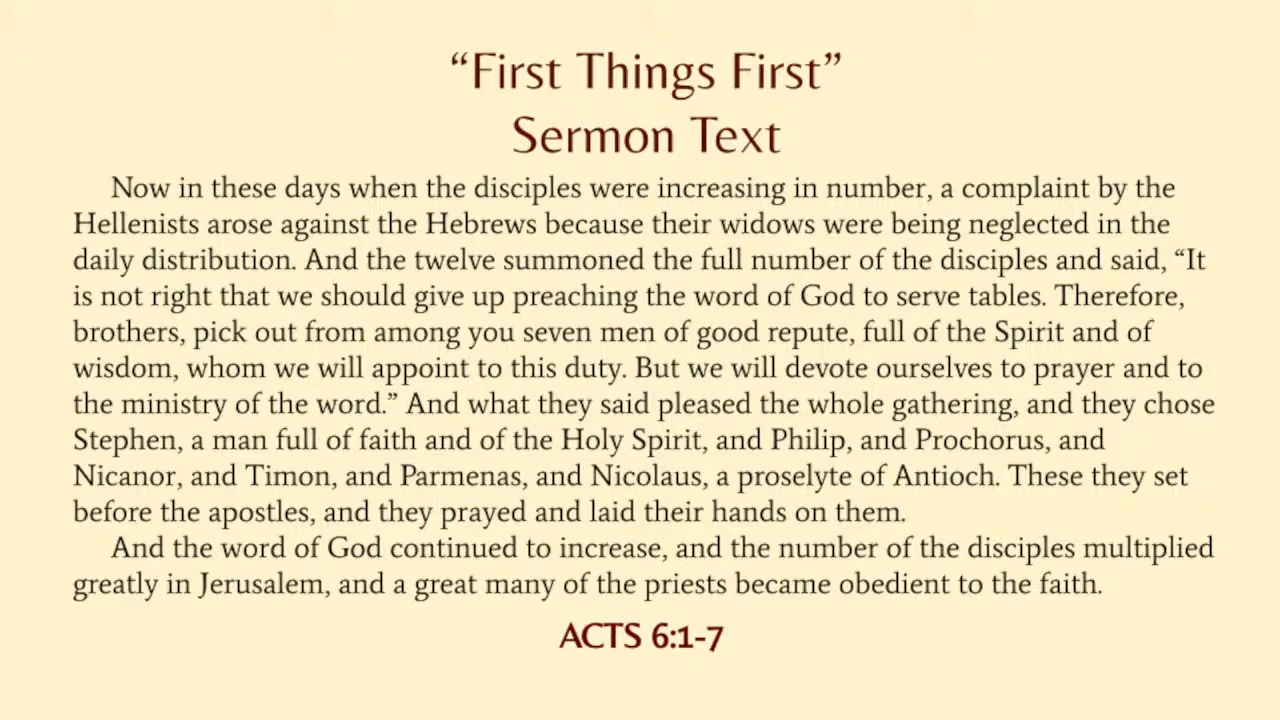 “First Things First”
Sermon Text
Now in these days when the disciples were increasing in number, a complaint by the
Hellenists arose against the Hebrews because their widows were being neglected in the
daily distribution. And the twelve summoned the full number of the disciples and said, “It
is not right that we should give up preaching the word of God to serve tables. Therefore,
brothers, pick out from among you seven men of good repute, full of the Spirit and of
wisdom, whom we will appoint to this duty. But we will devote ourselves to prayer and to
the ministry of the word.” And what they said pleased the whole gathering, and they chose
Stephen, a man full of faith and of the Holy Spirit, and Philip, and Prochorus, and
Nicanor, and Timon, and Parmenas, and Nicolaus, a proselyte of Antioch. These they set
before the apostles, and they prayed and laid their hands on them.
And the word of God continued to increase, and the number of the disciples multiplied
greatly in Jerusalem, and a great many of the priests became obedient to the faith.
ACTS 6:1-7